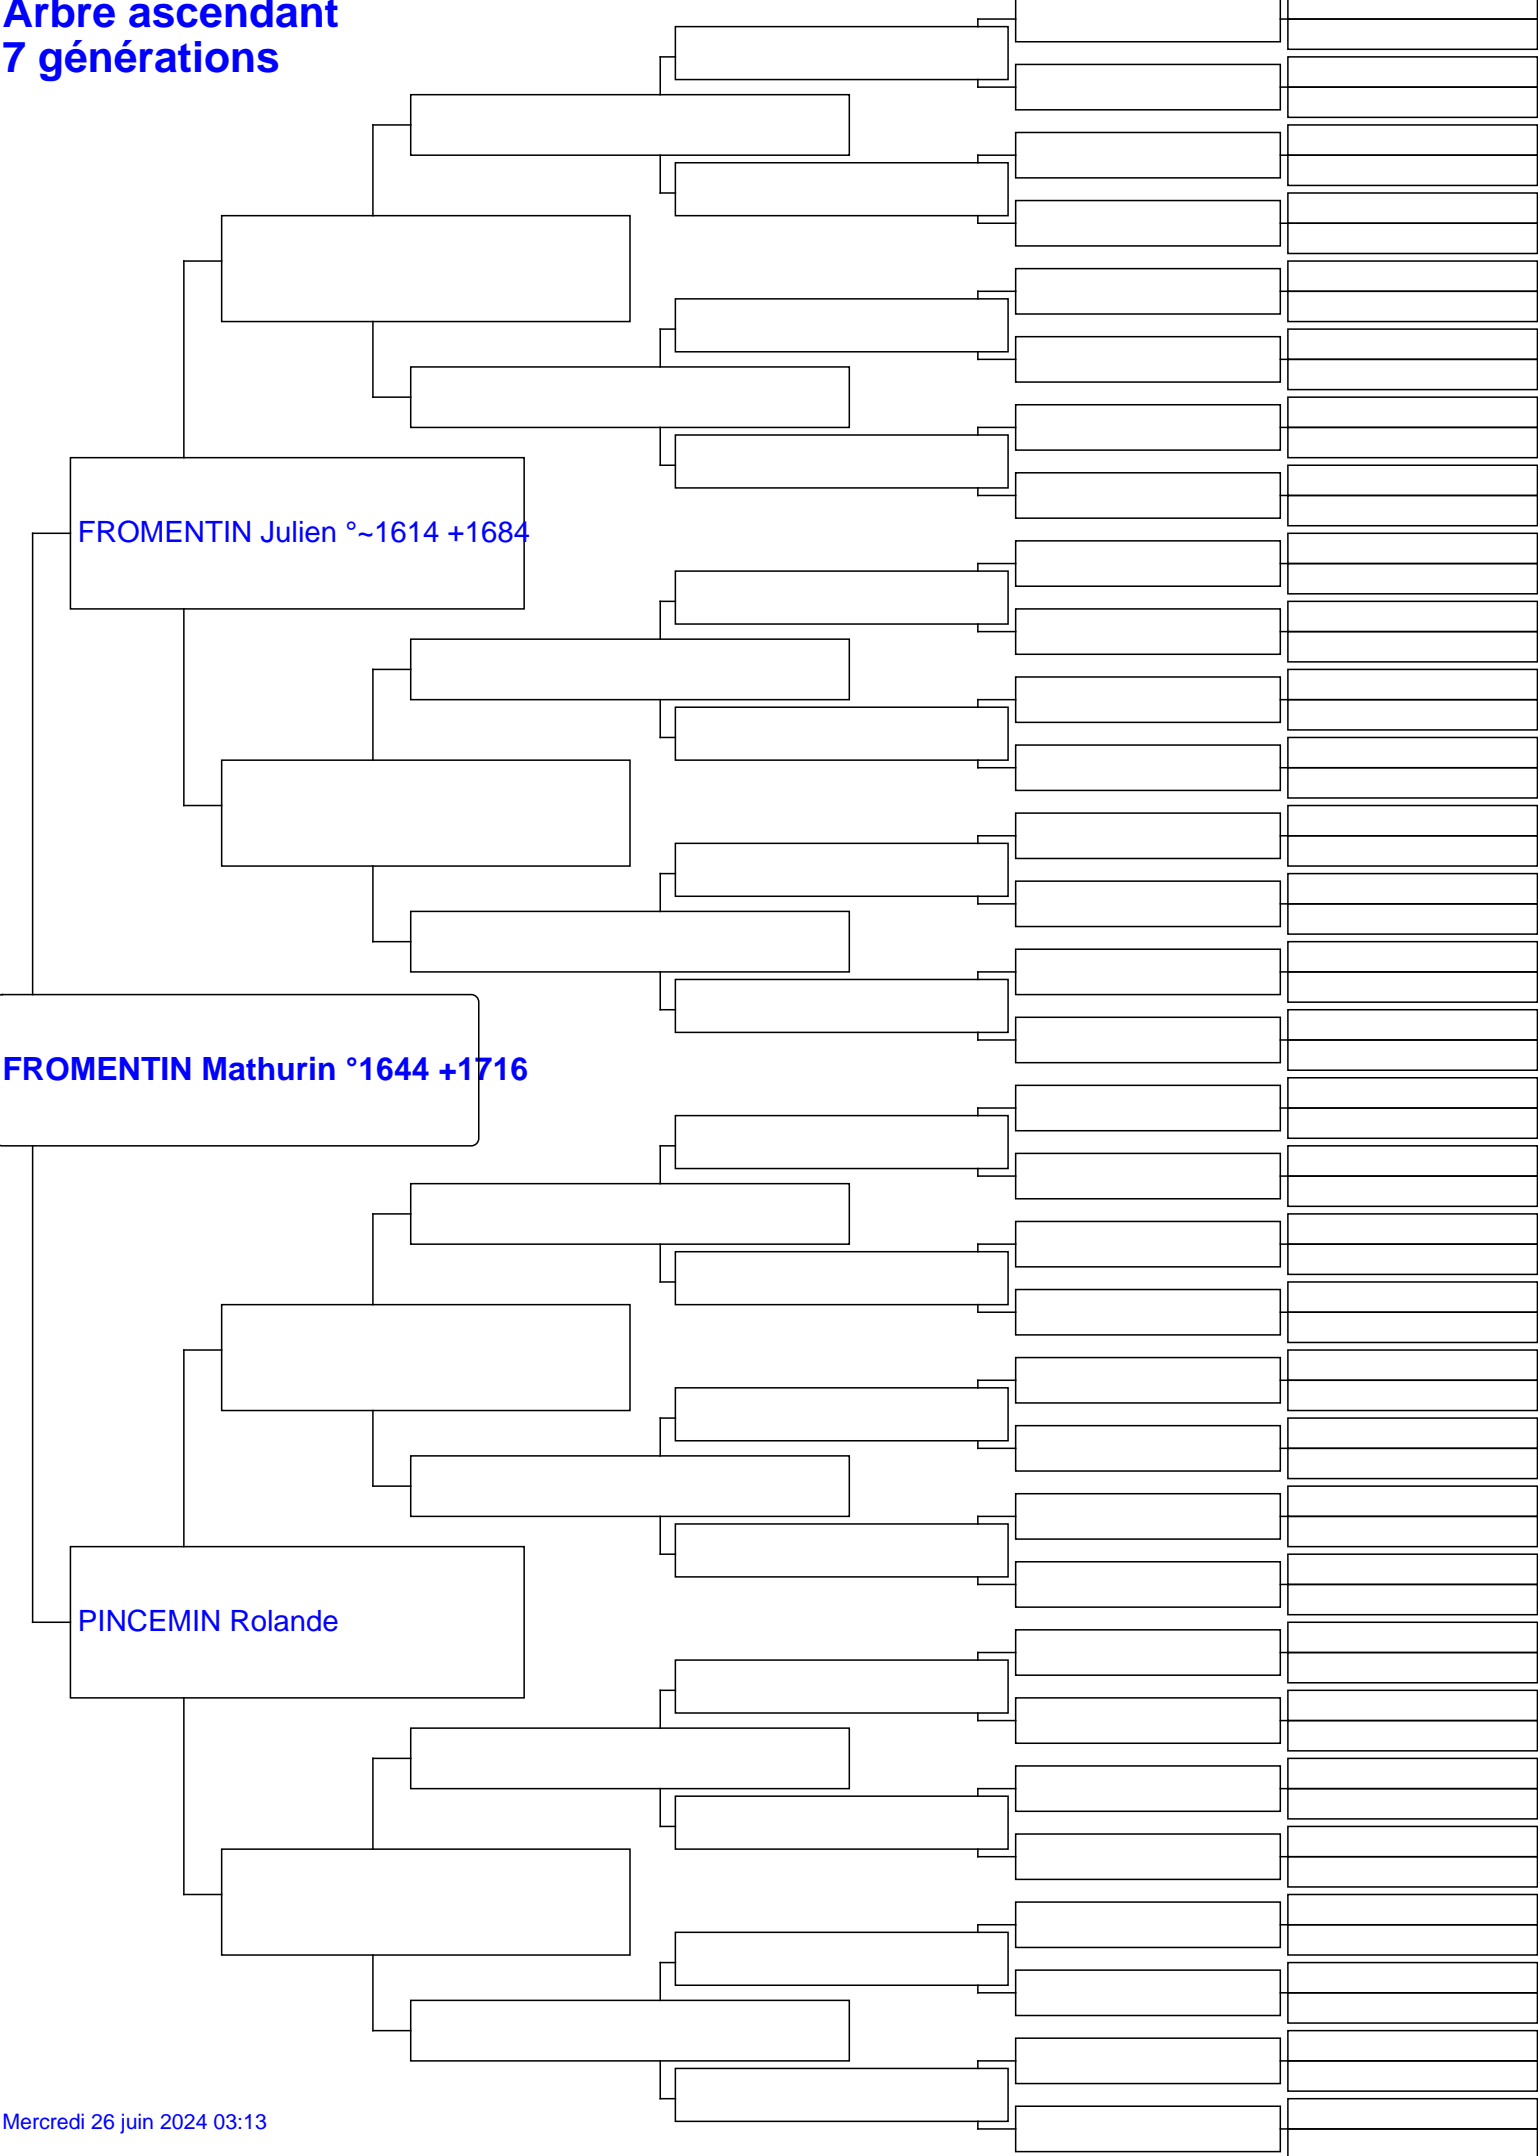 Arbre ascendant
7 générations
FROMENTIN Julien °~1614 +1684
FROMENTIN Mathurin °1644 +1716
PINCEMIN Rolande
Mercredi 26 juin 2024 03:13